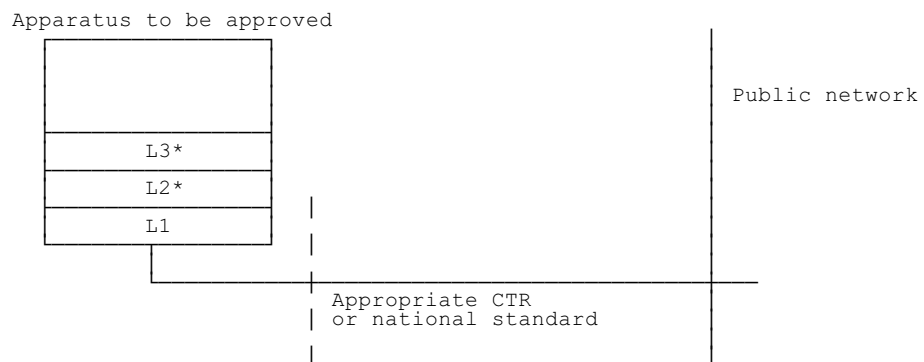 Apparatus to be approved
Public network
L3*
L2*
L1
Appropriate CTR
or national standard